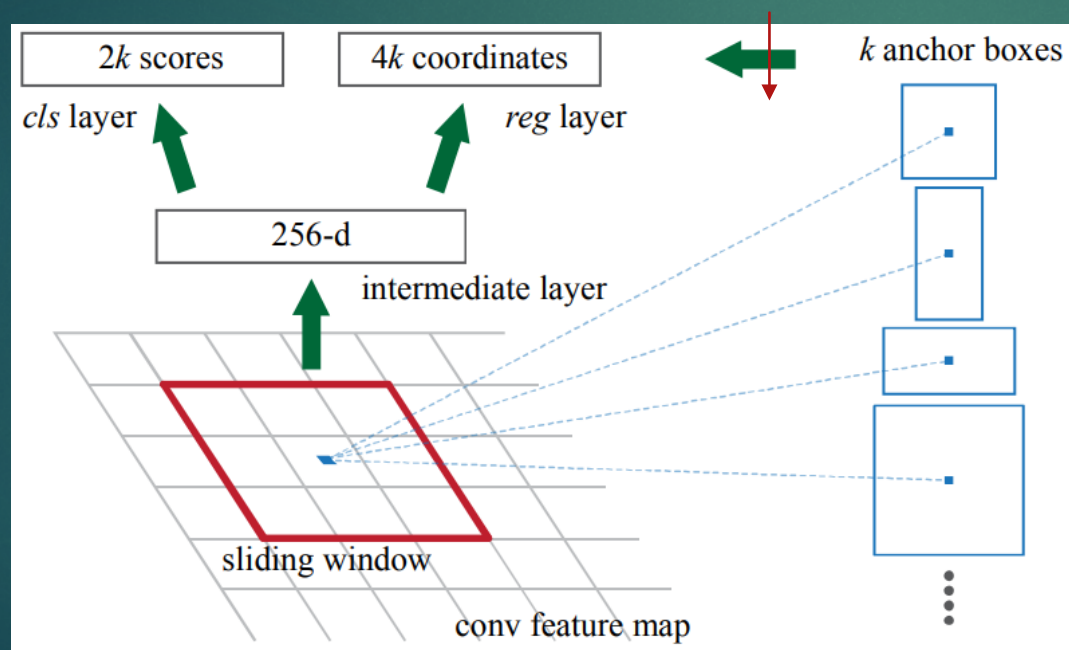 2k scores
4k coordinates
k anchor boxes
cls layer
reg layer
256-d
intermediate layer
sliding window
conv feature map